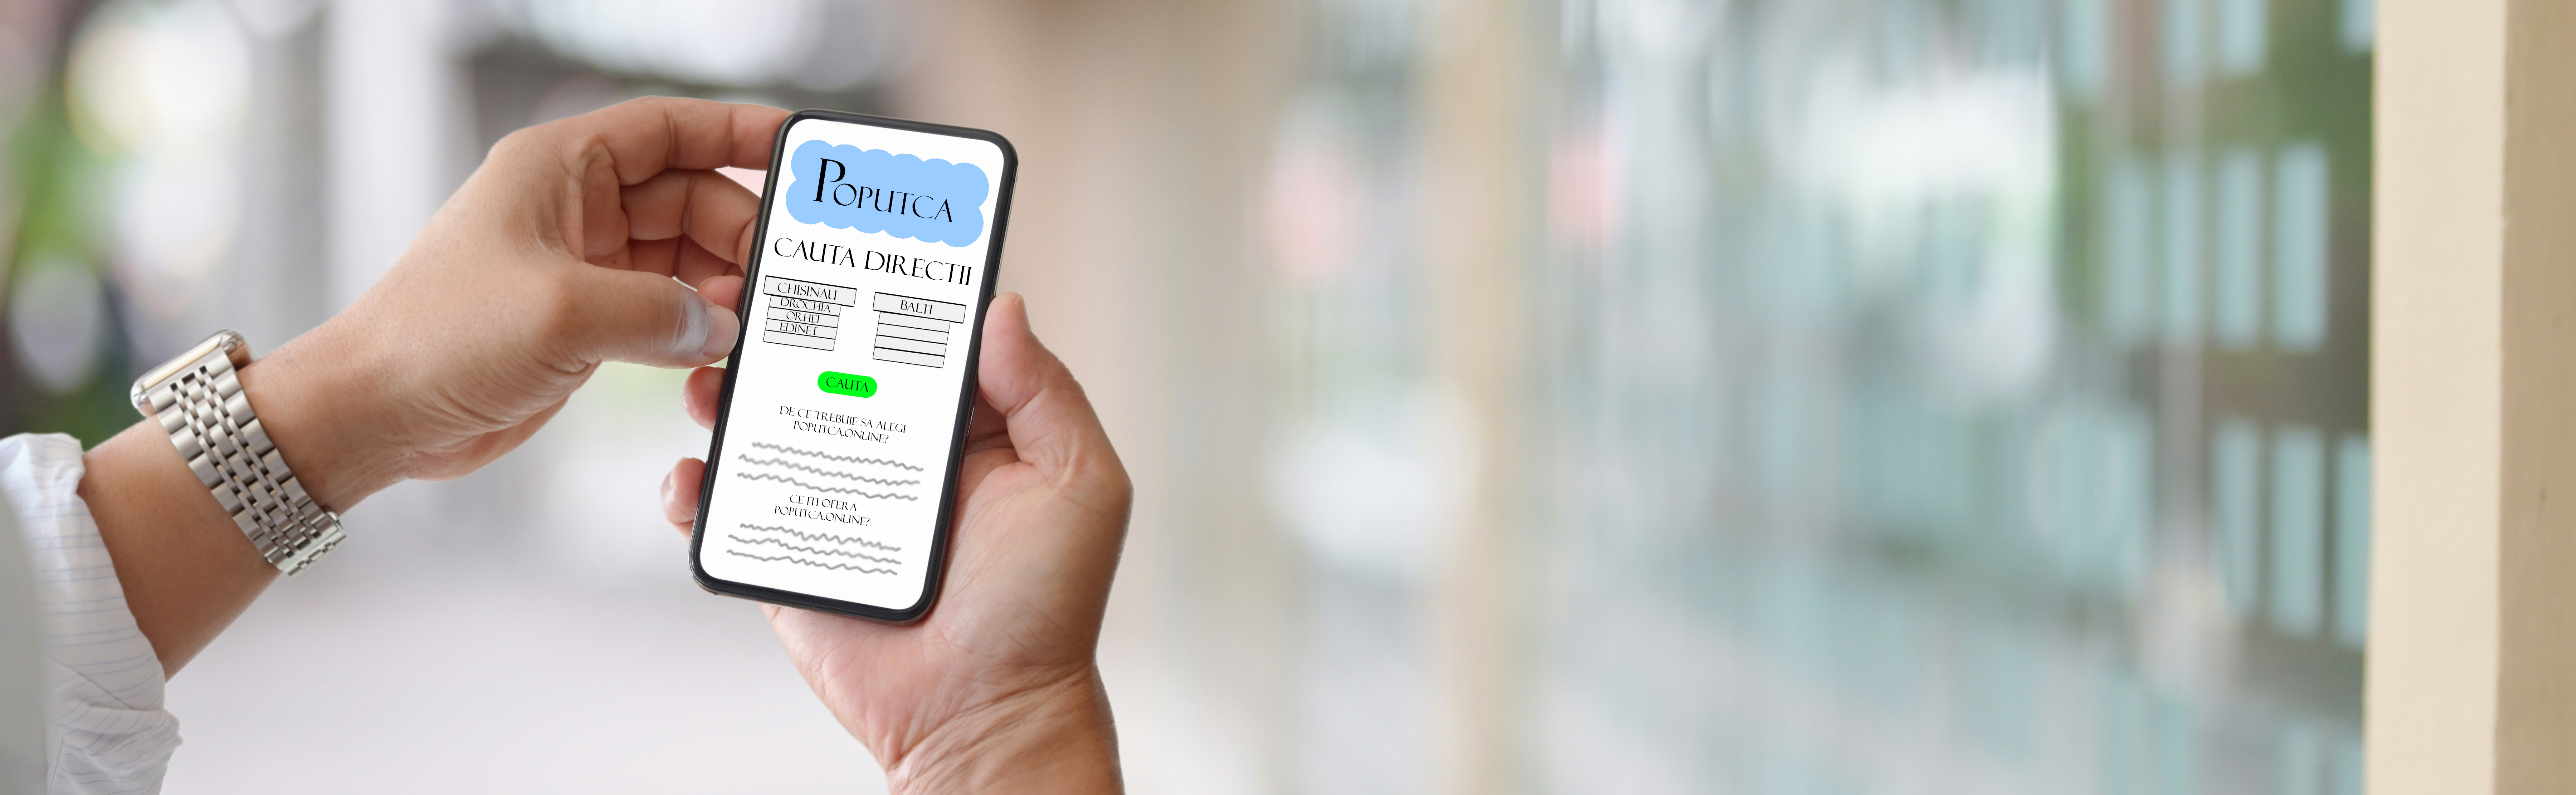 POPUTCA
CAUTA DIRECTII
CHISINAU
DROCHIA
ORHEI
EDINET
BALTI
CAUTA
DE CE TREBUIE SA ALEGI
POPUTCA.ONLINE?
CE ITI OFERA
POPUTCA.ONLINE?